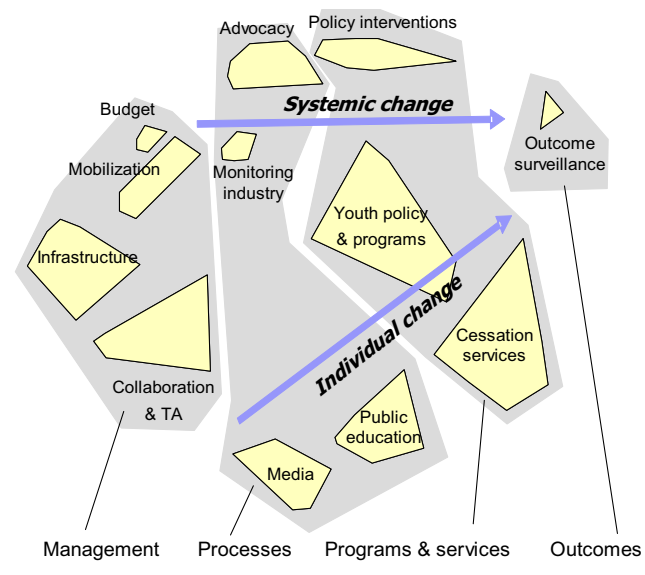 Policy interventions
Advocacy
Systemic change
Budget
Mobilization
Monitoring
industry
Outcome
surveillance
Youth policy
& programs
Infrastructure
Individual change
Cessation
services
Collaboration
& TA
Public
education
Media
Management
Processes
Programs & services
Outcomes